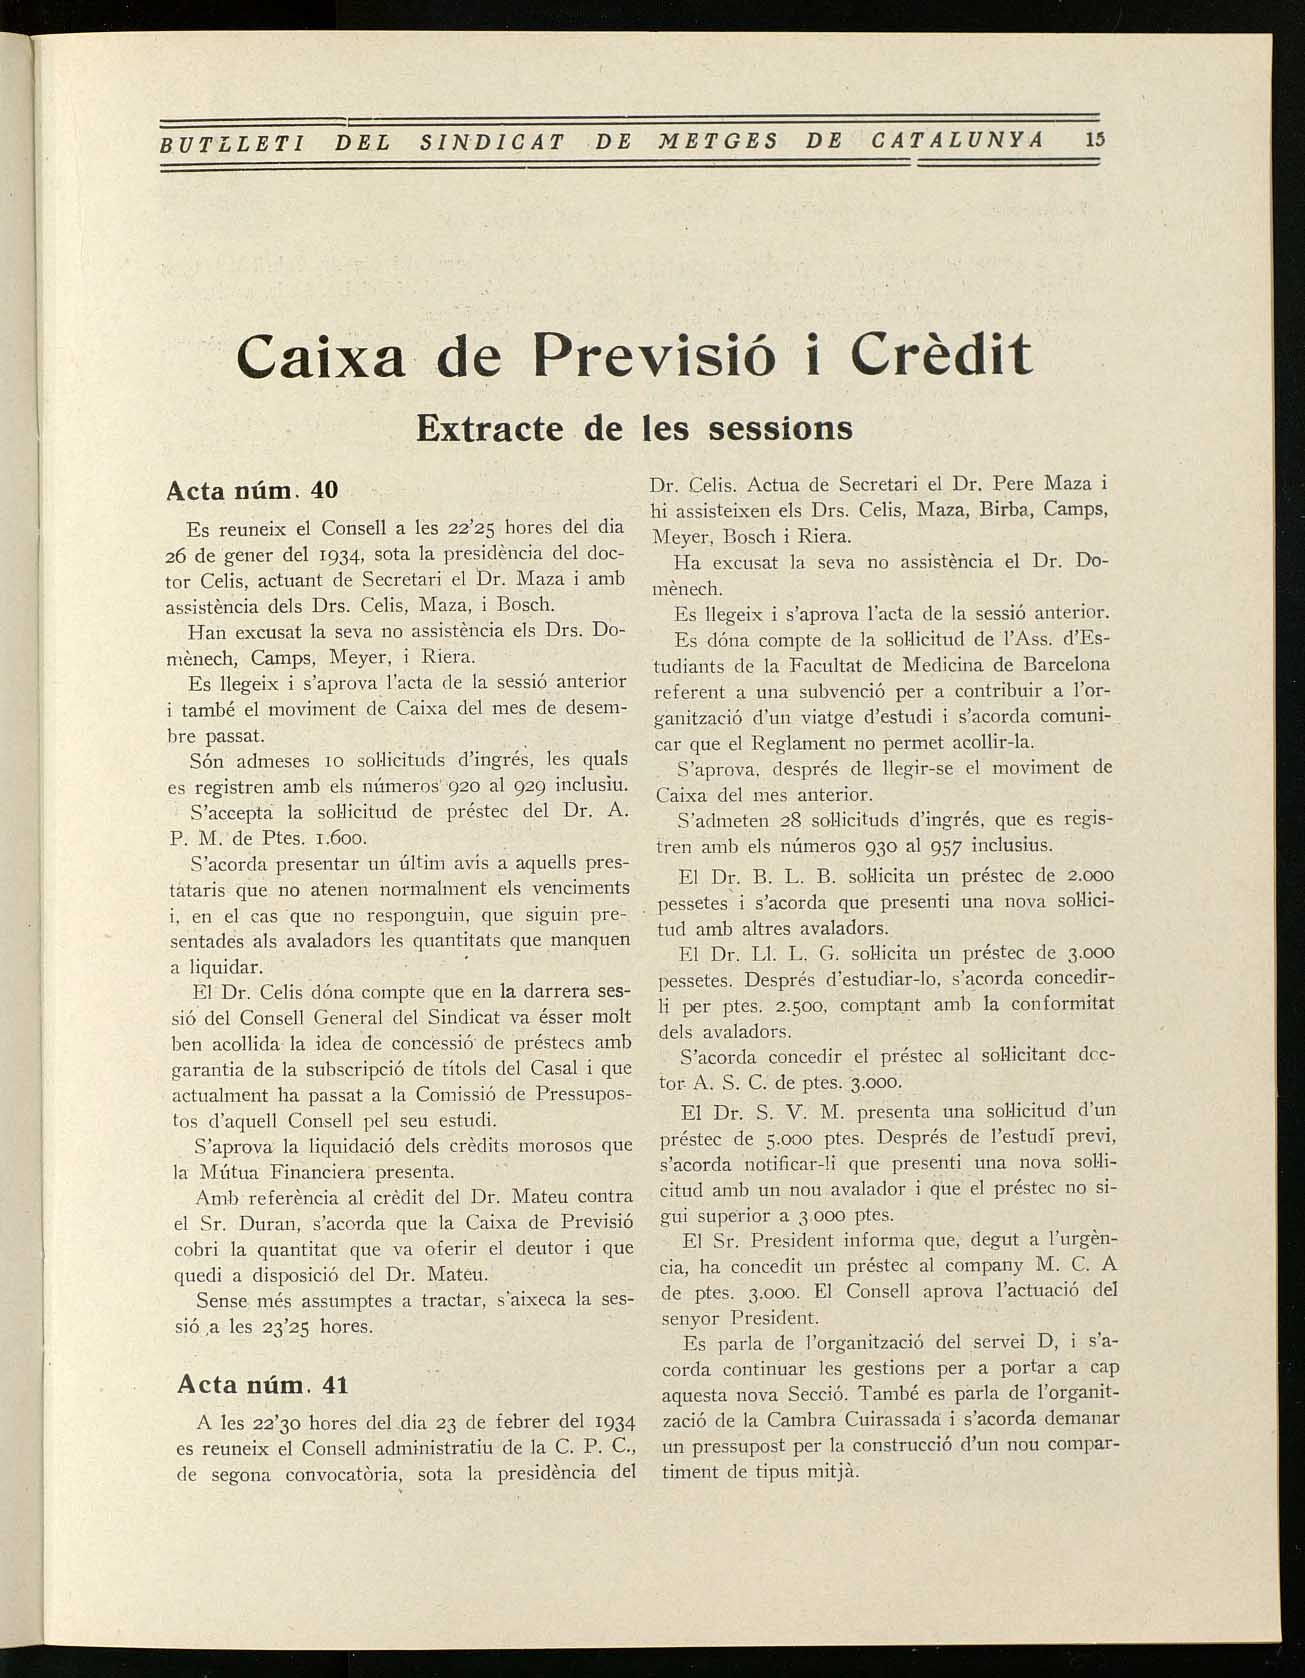 BUTLLETI DEL SINDICAT DE METGES DE CATALUNYA 15
Caixa de Previsió i Crèdit
Extracte de les sessions
Acta núm. 40
Es reuneix el Consell a les 22'25 hores del dia
26 de gener del 1934, sota la presidència del doc-
tor Celis, actuant de Secretari el Dr. Maza i amb
assistència dels Drs. Celis, Maza, i Bosch.
Han excusat la seva no assistència els Drs. Do-
mènech, Camps, Meyer, i Riera.
Es llegeix i s'aprova l'acta de la sessió anterior
i també el moviment de Caixa del mes de desem-
bre passat.
Són admeses 10 sol·licituds d'ingrés, les quals
es registren amb els números 920 al 929 inclusiu.
S'accepta la sol·licitud de préstec del Dr. A.
P. M. de Ptes. 1.600.
S'acorda presentar un últim avis a aquells pres-
tataris que no atenen normalment els venciments
i, en el cas que no responguin, que siguin pre-
sentades als avaladors les quantitats que manquen
a liquidar.
El Dr. Celis dóna compte que en la darrera ses-
sió del Consell General del Sindicat va ésser molt
ben acollida la idea de concessió de préstecs amb
garantia de la subscripció de títols del Casal i que
actualment ha passat a la Comissió de Pressupos-
tos d'aquell Consell pel seu estudi.
S'aprova la liquidació dels crèdits morosos que
la Mútua Financiera presenta.
Amb referència al crèdit del Dr. Mateu contra
el Sr. Duran, s'acorda que la Caixa de Previsió
cobri la quantitat que va oferir el deutor i que
quedi a disposició del Dr. Mateu.
Sense més assumptes a tractar, s'aixeca la ses-
sió a les 23'25 hores.
Acta núm. 41
A les 22'30 hores del dia 23 de febrer del 1934
es reuneix el Consell administratiu de la C. P. C.,
de segona convocatòria, sota la presidència del
Dr. Celis. Actua de Secretari el Dr. Pere Maza i
hi assisteixen els Drs. Celis, Maza, Birba, Camps,
Meyer, Bosch i Riera.
Ha excusat la seva no assistència el Dr. Do-
mènech.
Es llegeix i s'aprova l'acta de la sessió anterior.
Es dóna compte de la sol·licitud de l'Ass. d'Es-
tudiants de la Facultat de Medicina de Barcelona
referent a una subvenció per a contribuir a l'or-
ganització d'un viatge d'estudi i s'acorda comuni-
car que el Reglament no permet acollir-la.
S'aprova, després de llegir-se el moviment de
Caixa del mes anterior.
S'admeten 28 sol·licituds d'ingrés, que es regis-
tren amb els números 930 al 957 inclusius.
El Dr. B. L. B. sol·licita un préstec de 2.000
pessetes i s'acorda que presenti una nova sol·lici-
tud amb altres avaladors.
El Dr. Ll. L. G. sol·licita un préstec de 3.000
pessetes. Després d'estudiar-lo, s'acorda concedir-
li per ptes. 2.500, comptant amb la conformitat
dels avaladors.
S'acorda concedir el préstec al sol·licitant doc-
tor A. S. C. de ptes. 3.000.
El Dr. S. V. M. presenta una sol·licitud d'un
préstec de 5.000 ptes. Després de l'estudi previ,
s'acorda notificar-li que presenti una nova sol·li-
citud amb un nou avalador i que el préstec no si-
gui superior a 3.000 ptes.
El Sr. President informa que, degut a l'urgèn-
cia, ha concedit un préstec al company M. C. A
de ptes. 3.000. El Consell aprova l'actuació del
senyor President.
Es parla de l'organització del servei D, i s'a-
corda continuar les gestions per a portar a cap
aquesta nova Secció. També es parla de l'organit-
zació de la Cambra Cuirassada i s'acorda demanar
un pressupost per la construcció d'un nou compar-
timent de tipus mitjà.